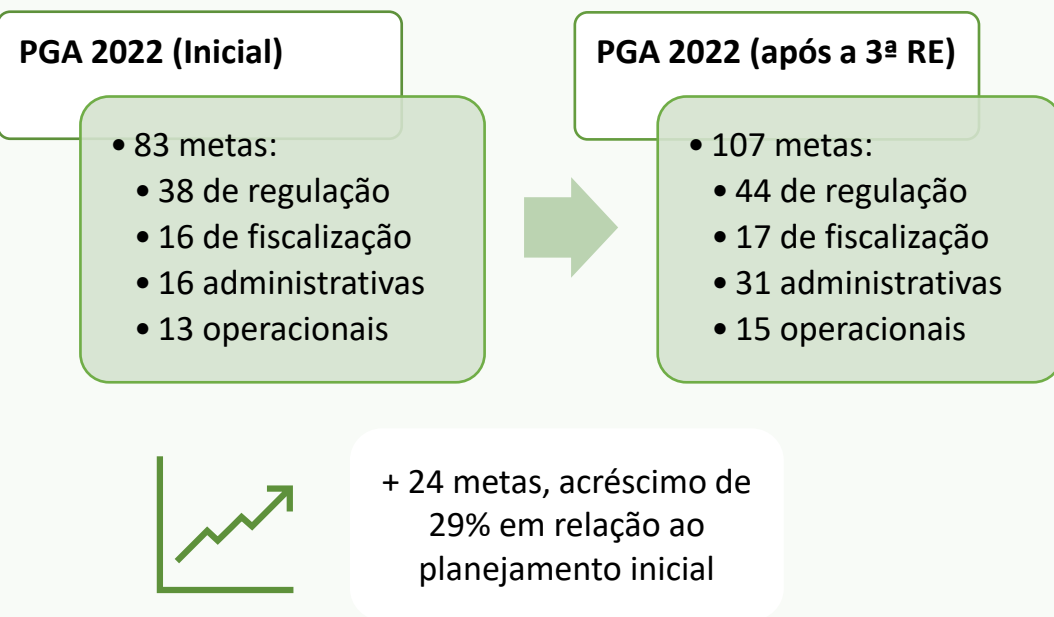 PGA 2022 (Inicial)
• 83 metas:
• 38 de regulação
• 16 de fiscalização
• 16 administrativas
• 13 operacionais
PGA 2022 (após a 3ª RE)
• 107 metas:
• 44 de regulação
• 17 de fiscalização
• 31 administrativas
• 15 operacionais
+ 24 metas, acréscimo de
29% em relação ao
planejamento inicial